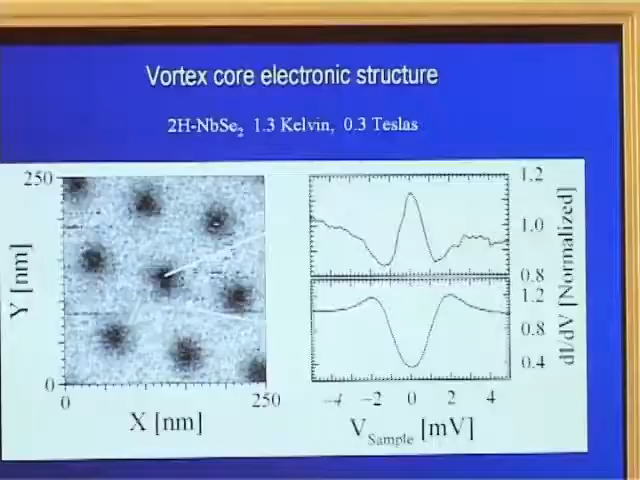 Vortex core electronic structure
2H-NbSe₂ 1.3 Kelvin, 0.3 Teslas
250
0
Y [nm]
0
250
X [nm]
1.2
1.0
0.8
1.2
0.8
0.4
dI/dV [Normalized]
-4 -2 0 2 4
V Sample [mV]